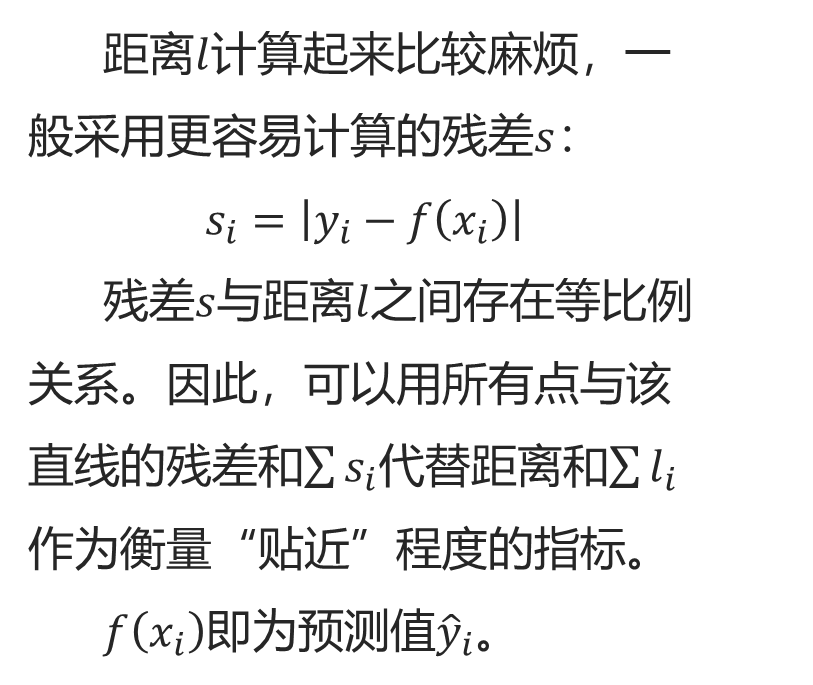 距离l计算起来比较麻烦，一
般采用更容易计算的残差s：
sᵢ = |yᵢ − f(xᵢ)|
残差s与距离l之间存在等比例
关系。因此，可以用所有点与该
直线的残差和∑ sᵢ代替距离和∑ lᵢ
作为衡量“贴近”程度的指标。
f(xᵢ)即为预测值ŷᵢ。